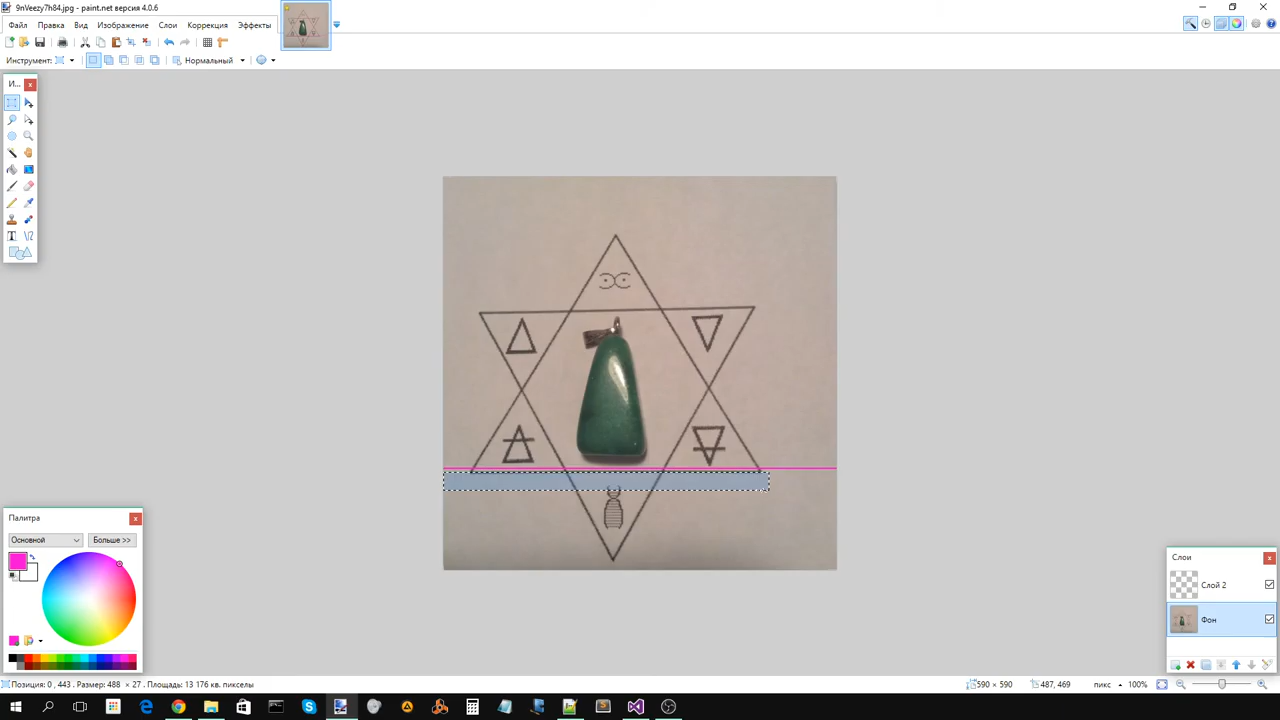 9nVeezy7h84.jpg - paint.net версия 4.0.6
Файл Правка Вид Изображение Слои Коррекция Эффекты
Инструмент: Нормальный
И...
Палитра
Основной Больше >>
Слои
Слой 2
Фон
Позиция: 0 , 443 . Размер: 488 × 27 . Площадь: 13 176 кв. пикселы 590 × 590 487, 469 пикс 100%